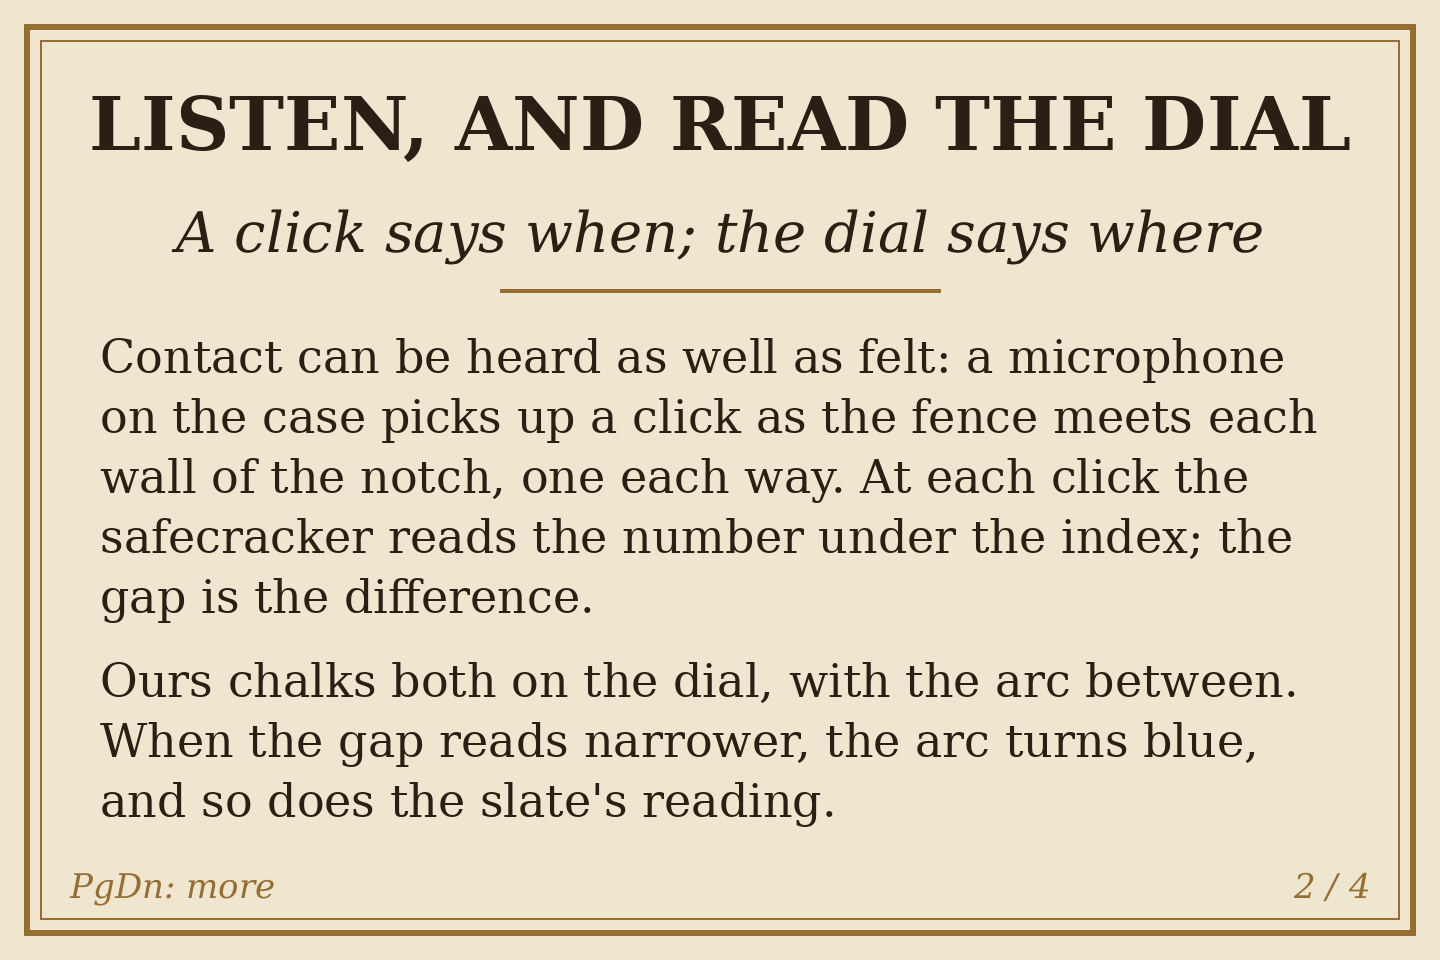 LISTEN, AND READ THE DIAL
A click says when; the dial says where
Contact can be heard as well as felt: a microphone
on the case picks up a click as the fence meets each
wall of the notch, one each way. At each click the
safecracker reads the number under the index; the
gap is the difference.
Ours chalks both on the dial, with the arc between.
When the gap reads narrower, the arc turns blue,
and so does the slate's reading.
PgDn: more
2 / 4